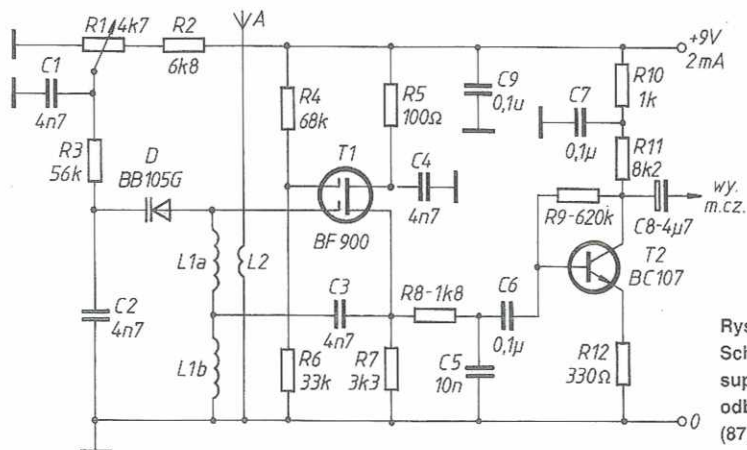 R1 4k7
R2
6k8
A
+9V
2mA
C1
4n7
R3
56k
D
BB105G
R4
68k
R5
100Ω
T1
BF900
C4
4n7
C9
0,1u
C7
0,1µ
R10
1k
R11
8k2
wy.
m.cz.
R9-620k
C8-4µ7
T2
BC107
L1a
L2
C2
4n7
L1b
C3
4n7
R8-1k8
C6
0,1µ
R6
33k
R7
3k3
C5
10n
R12
330Ω
0
Rys
Sch
sup
odb
(87